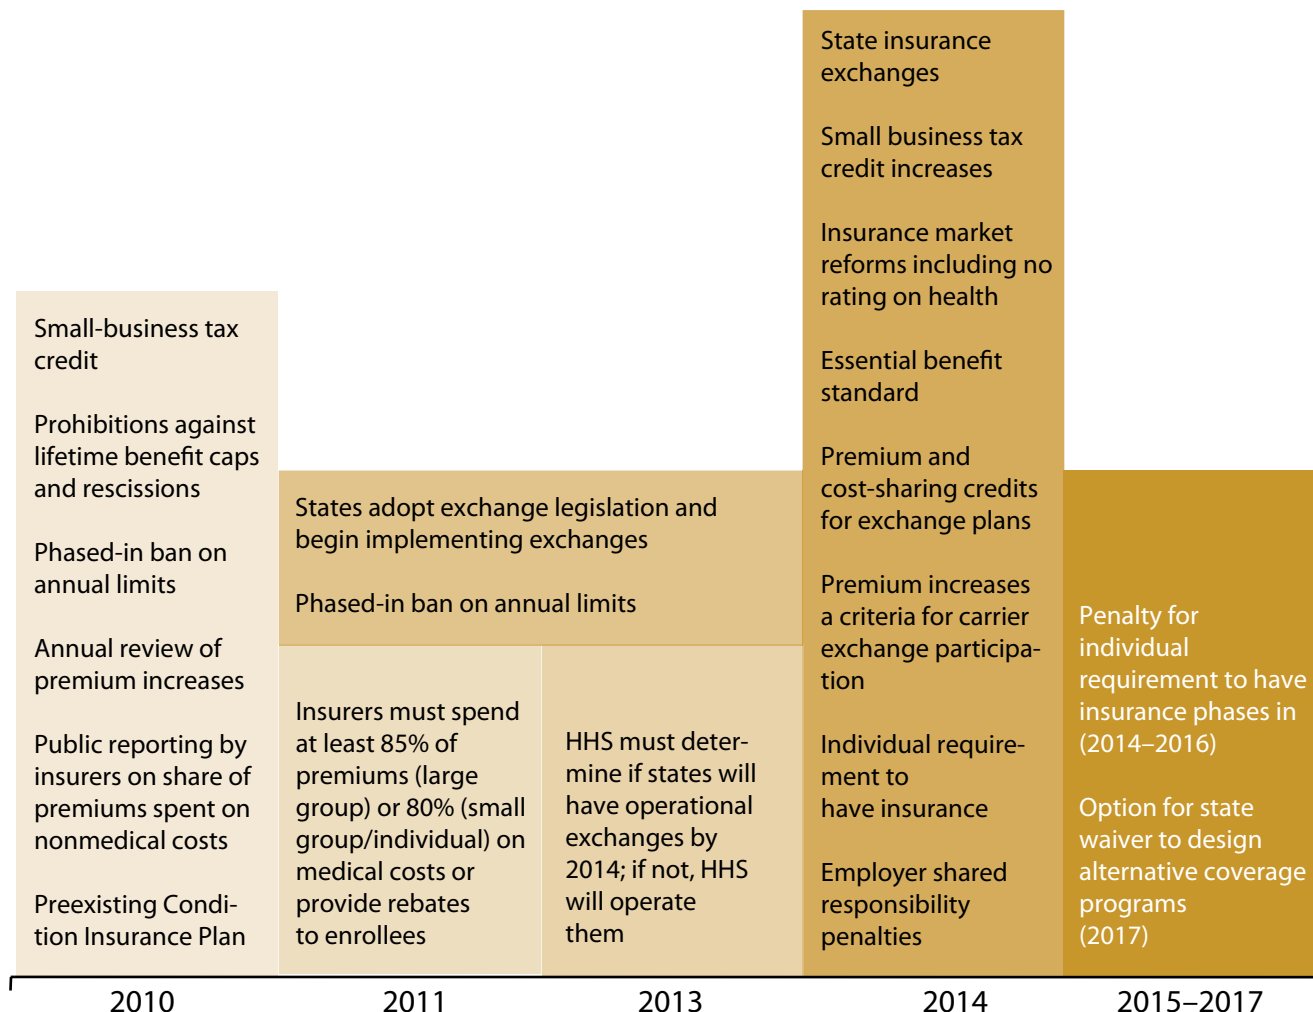 Small-business tax
credit
Prohibitions against
lifetime benefit caps
and rescissions
Phased-in ban on
annual limits
Annual review of
premium increases
Public reporting by
insurers on share of
premiums spent on
nonmedical costs
Preexisting Condi-
tion Insurance Plan
States adopt exchange legislation and
begin implementing exchanges
Phased-in ban on annual limits
Insurers must spend
at least 85% of
premiums (large
group) or 80% (small
group/individual) on
medical costs or
provide rebates
to enrollees
HHS must deter-
mine if states will
have operational
exchanges by
2014; if not, HHS
will operate
them
State insurance
exchanges
Small business tax
credit increases
Insurance market
reforms including no
rating on health
Essential benefit
standard
Premium and
cost-sharing credits
for exchange plans
Premium increases
a criteria for carrier
exchange participa-
tion
Individual require-
ment to
have insurance
Employer shared
responsibility
penalties
Penalty for
individual
requirement to have
insurance phases in
(2014–2016)
Option for state
waiver to design
alternative coverage
programs
(2017)
2010
2011
2013
2014
2015–2017